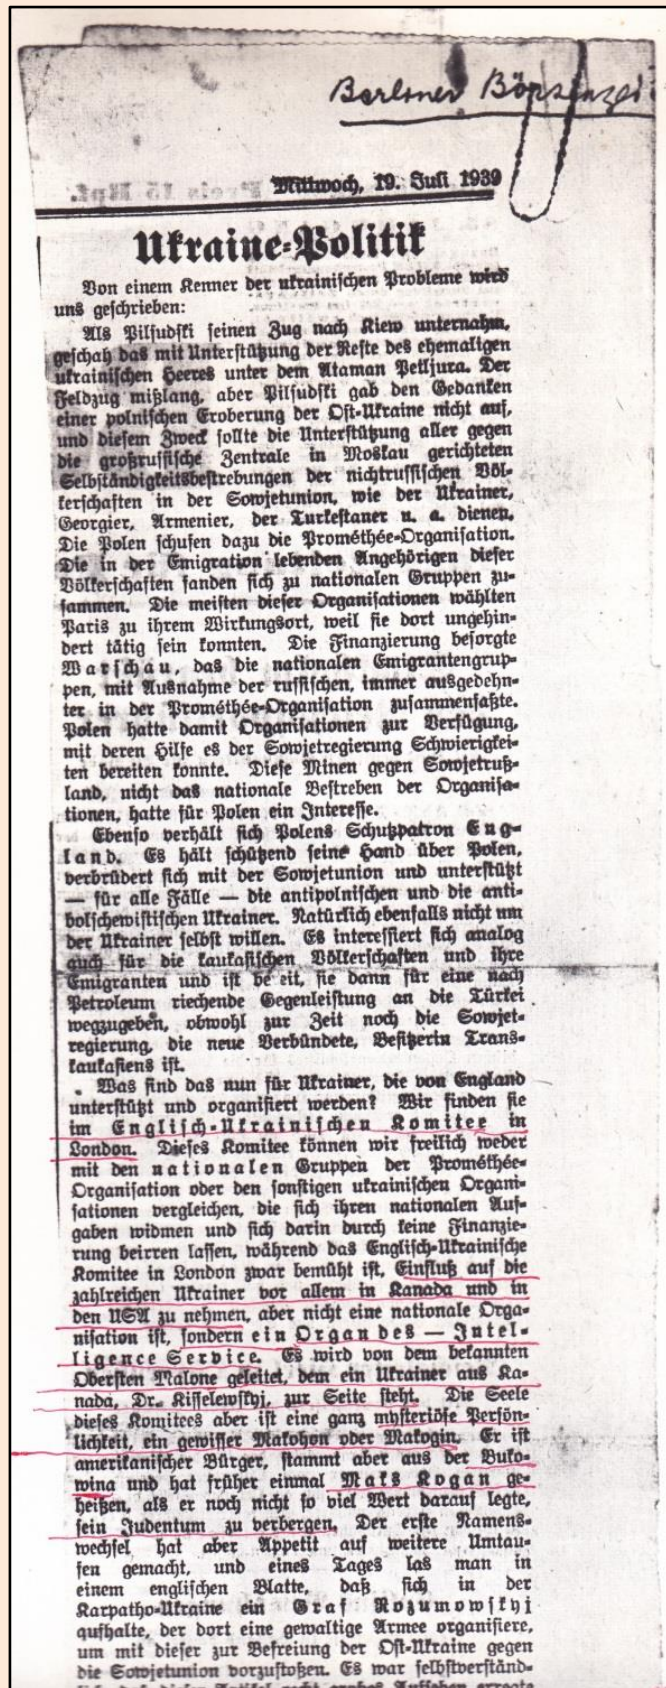 Berliner Börsenzei
Mittwoch, 19. Juli 1939
Ukraine-Politik
Von einem Kenner der ukrainischen Probleme wird
uns geschrieben:
Als Pilsudski seinen Zug nach Kiew unternahm,
geschah das mit Unterstützung der Reste des ehemaligen
ukrainischen Heeres unter dem Ataman Petljura. Der
Feldzug mißlang, aber Pilsudski gab den Gedanken
einer polnischen Eroberung der Ost-Ukraine nicht auf,
und diesem Zweck sollte die Unterstützung aller gegen
die großrussische Zentrale in Moskau gerichteten
Selbständigkeitsbestrebungen der nichtrussischen Völ-
kerschaften in der Sowjetunion, wie der Ukrainer,
Georgier, Armenier, der Turkestaner u. a. dienen.
Die Polen schufen dazu die Prométhée-Organisation.
Die in der Emigration lebenden Angehörigen dieser
Völkerschaften fanden sich zu nationalen Gruppen zu-
sammen. Die meisten dieser Organisationen wählten
Paris zu ihrem Wirkungsort, weil sie dort ungehin-
dert tätig sein konnten. Die Finanzierung besorgte
Warschau, das die nationalen Emigrantengrup-
pen, mit Ausnahme der russischen, immer ausgedehn-
ter in der Prométhée-Organisation zusammenfaßte.
Polen hatte damit Organisationen zur Verfügung,
mit deren Hilfe es der Sowjetregierung Schwierigkei-
ten bereiten konnte. Diese Minen gegen Sowjetruß-
land, nicht das nationale Bestreben der Organisa-
tionen, hatte für Polen ein Interesse.
Ebenso verhält sich Polens Schutzpatron Eng-
land. Es hält schützend seine Hand über Polen,
verbrüdert sich mit der Sowjetunion und unterstützt
— für alle Fälle — die antipolnischen und die anti-
bolschewistischen Ukrainer. Natürlich ebenfalls nicht um
der Ukrainer selbst willen. Es interessiert sich analog
auch für die kaukasischen Völkerschaften und ihre
Emigranten und ist be eit, sie dann für eine nach
Petroleum riechende Gegenleistung an die Türkei
wegzugeben, obwohl zur Zeit noch die Sowjet-
regierung, die neue Verbündete, Besitzerin Trans-
kaukasiens ist.
Was sind das nun für Ukrainer, die von England
unterstützt und organisiert werden? Wir finden sie
im Englisch-Ukrainischen Komitee in
London. Dieses Komitee können wir freilich weder
mit den nationalen Gruppen der Prométhée-
Organisation oder den sonstigen ukrainischen Organi-
sationen vergleichen, die sich ihren nationalen Auf-
gaben widmen und sich darin durch keine Finanzie-
rung beirren lassen, während das Englisch-Ukrainische
Komitee in London zwar bemüht ist, Einfluß auf die
zahlreichen Ukrainer vor allem in Kanada und in
den USA zu nehmen, aber nicht eine nationale Orga-
nisation ist, sondern ein Organ des — Intel-
ligence Service. Es wird von dem bekannten
Obersten Malone geleitet, dem ein Ukrainer aus Ka-
nada, Dr. Kisselewskyj, zur Seite steht. Die Seele
dieses Komitees aber ist eine ganz mysteriöse Persön-
lichkeit, ein gewisser Makohon oder Makogin. Er ist
amerikanischer Bürger, stammt aber aus der Buko-
wina und hat früher einmal Maks Kogan ge-
heißen, als er noch nicht so viel Wert darauf legte,
sein Judentum zu verbergen. Der erste Namens-
wechsel hat aber Appetit auf weitere Umtau-
fen gemacht, und eines Tages las man in
einem englischen Blatte, daß sich in der
Karpatho-Ukraine ein Graf Rozumowskyj
aufhalte, der dort eine gewaltige Armee organisiere,
um mit dieser zur Befreiung der Ost-Ukraine gegen
die Sowjetunion vorzustoßen. Es war selbstverständ-